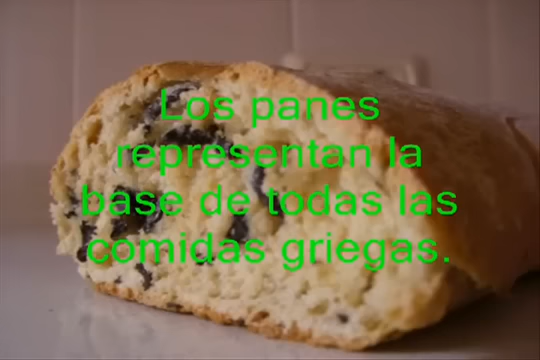 Los panes
representan la
base de todas las
comidas griegas.